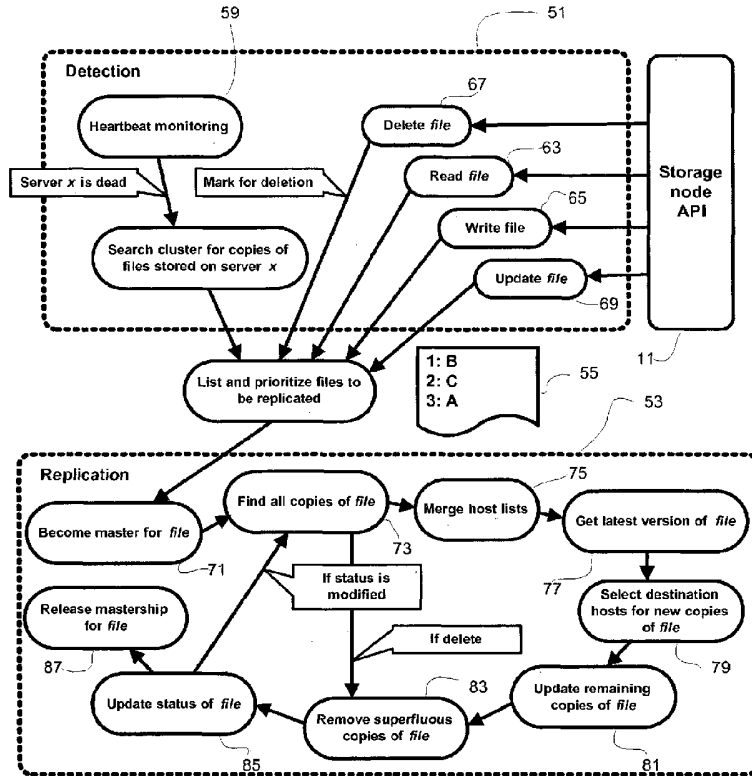 59
51
Detection
67
Heartbeat monitoring
Delete file
63
Server x is dead
Mark for deletion
Read file
65
Storage
node
API
Search cluster for copies of
files stored on server x
Write file
Update file
69
11
List and prioritize files to
be replicated
1: B
2: C
3: A
55
53
Replication
75
Find all copies of file
Merge host lists
Become master for file
73
Get latest version of file
71
77
If status is
modified
Release mastership
for file
Select destination
hosts for new copies
of file
87
If delete
79
83
Update status of file
Remove superfluous
copies of file
Update remaining
copies of file
85
81